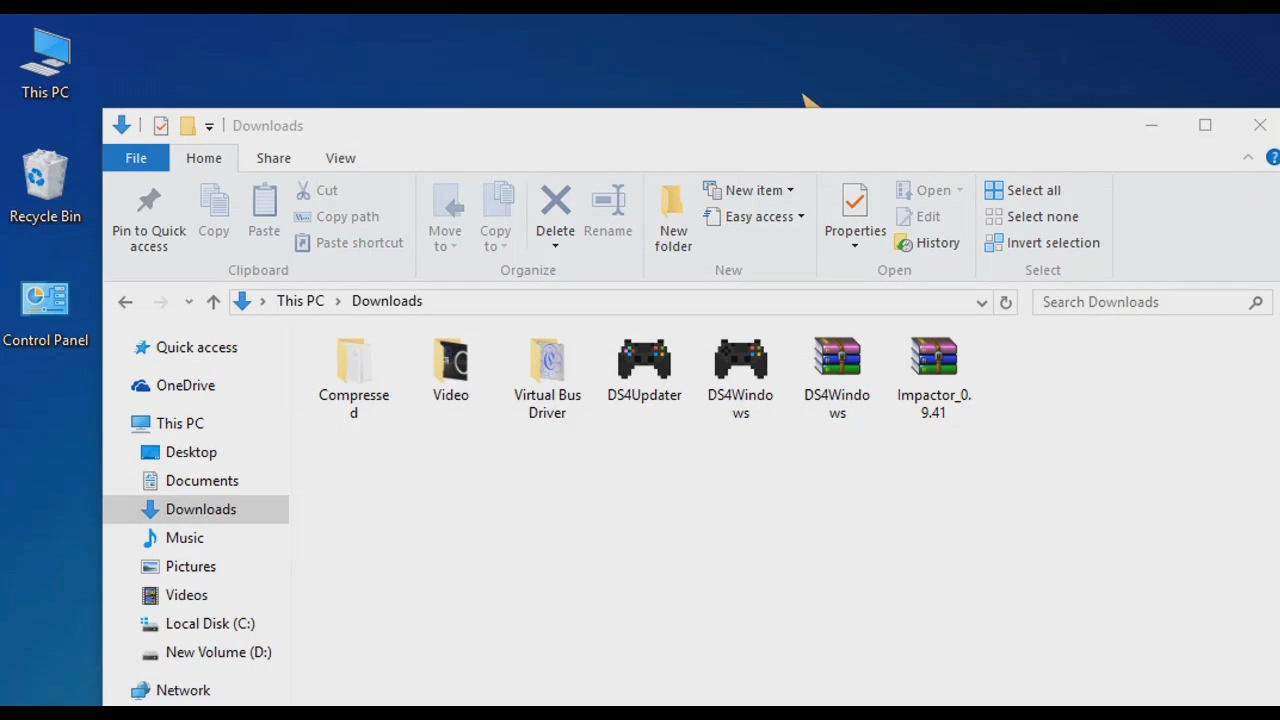 This PC
Recycle Bin
Control Panel
Downloads
File Home Share View
Pin to Quick
access
Copy
Paste
Cut
Copy path
Paste shortcut
Clipboard
Move
to
Copy
to
Delete
Rename
Organize
New
folder
New item
Easy access
New
Properties
Open
Edit
History
Open
Select all
Select none
Invert selection
Select
This PC Downloads
Search Downloads
Quick access
OneDrive
This PC
Desktop
Documents
Downloads
Music
Pictures
Videos
Local Disk (C:)
New Volume (D:)
Network
Compresse
d
Video
Virtual Bus
Driver
DS4Updater
DS4Windo
ws
DS4Windo
ws
Impactor_0.
9.41